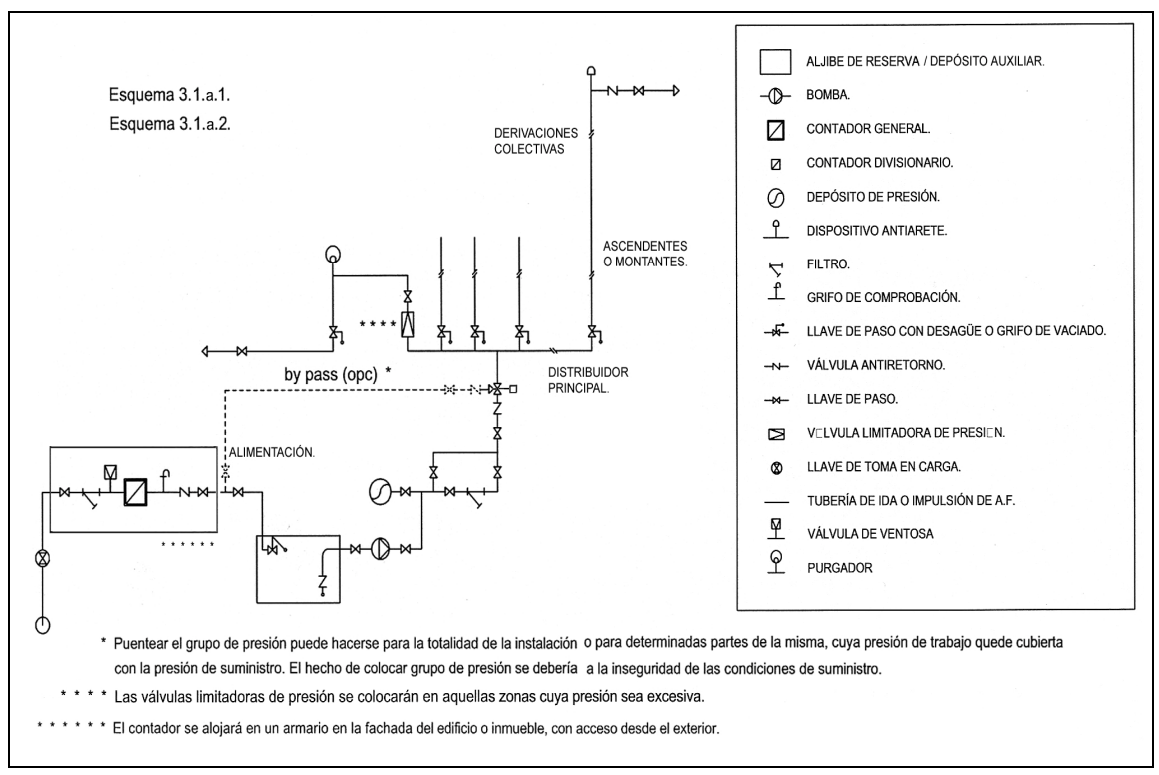 Esquema 3.1.a.1.
Esquema 3.1.a.2.
DERIVACIONES
COLECTIVAS
ASCENDENTES
O MONTANTES.
* * * *
by pass (opc) *
DISTRIBUIDOR
PRINCIPAL.
ALIMENTACIÓN.
* * * * * *
ALJIBE DE RESERVA / DEPÓSITO AUXILIAR.
BOMBA.
CONTADOR GENERAL.
CONTADOR DIVISIONARIO.
DEPÓSITO DE PRESIÓN.
DISPOSITIVO ANTIARETE.
FILTRO.
GRIFO DE COMPROBACIÓN.
LLAVE DE PASO CON DESAGÜE O GRIFO DE VACIADO.
VÁLVULA ANTIRETORNO.
LLAVE DE PASO.
V□LVULA LIMITADORA DE PRESI□N.
LLAVE DE TOMA EN CARGA.
TUBERÍA DE IDA O IMPULSIÓN DE A.F.
VÁLVULA DE VENTOSA
PURGADOR
* Puentear el grupo de presión puede hacerse para la totalidad de la instalación o para determinadas partes de la misma, cuya presión de trabajo quede cubierta
con la presión de suministro. El hecho de colocar grupo de presión se debería a la inseguridad de las condiciones de suministro.
* * * * Las válvulas limitadoras de presión se colocarán en aquellas zonas cuya presión sea excesiva.
* * * * * * El contador se alojará en un armario en la fachada del edificio o inmueble, con acceso desde el exterior.